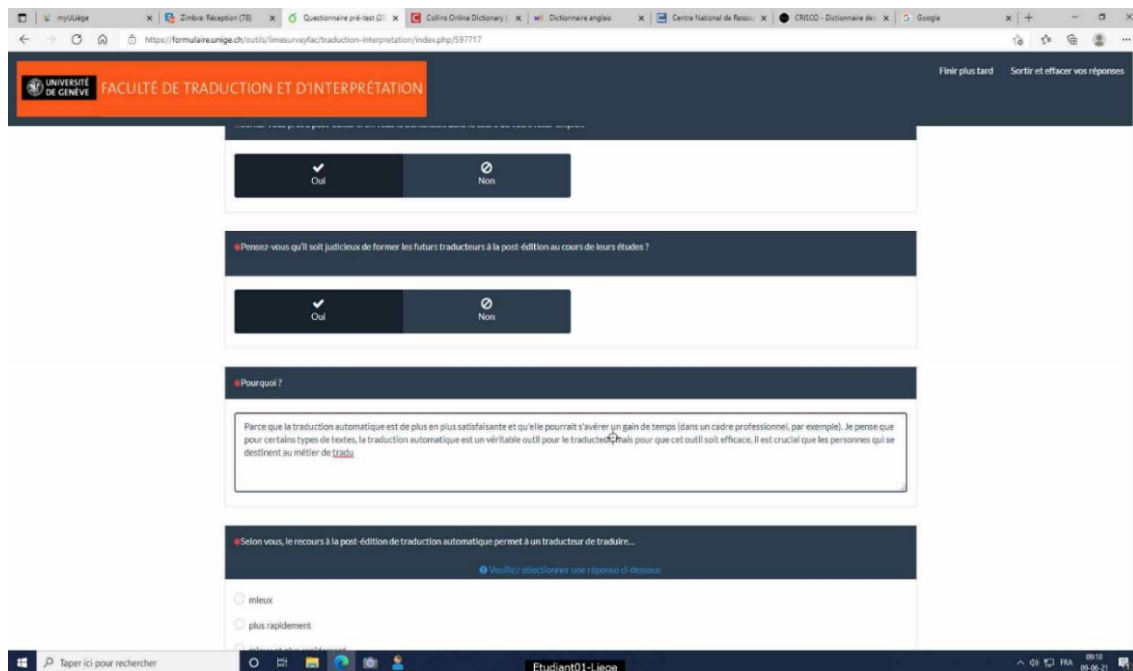 myULiège
Zimbra: Réception (78)
Questionnaire pré-test (2
Collins Online Dictionary |
Dictionnaire anglais
Centre National de Resso
CRISCO - Dictionnaire de
Google
https://formulaire.unige.ch/outils/limesurveyfac/traduction-interpretation/index.php/597717
UNIVERSITÉ
DE GENÈVE
FACULTÉ DE TRADUCTION ET D'INTERPRÉTATION
Finir plus tard
Sortir et effacer vos réponses
Oui
Non
Pensez-vous qu'il soit judicieux de former les futurs traducteurs à la post-édition au cours de leurs études ?
Oui
Non
Pourquoi ?
Parce que la traduction automatique est de plus en plus satisfaisante et qu'elle pourrait s'avérer un gain de temps (dans un cadre professionnel, par exemple). Je pense que
pour certains types de textes, la traduction automatique est un véritable outil pour le traducteur, mais pour que cet outil soit efficace, il est crucial que les personnes qui se
destinent au métier de tradu
Selon vous, le recours à la post-édition de traduction automatique permet à un traducteur de traduire...
Veuillez sélectionner une réponse ci-dessous
mieux
plus rapidement
Taper ici pour rechercher
Etudiant01-Liege
FRA
09:18
09-06-21